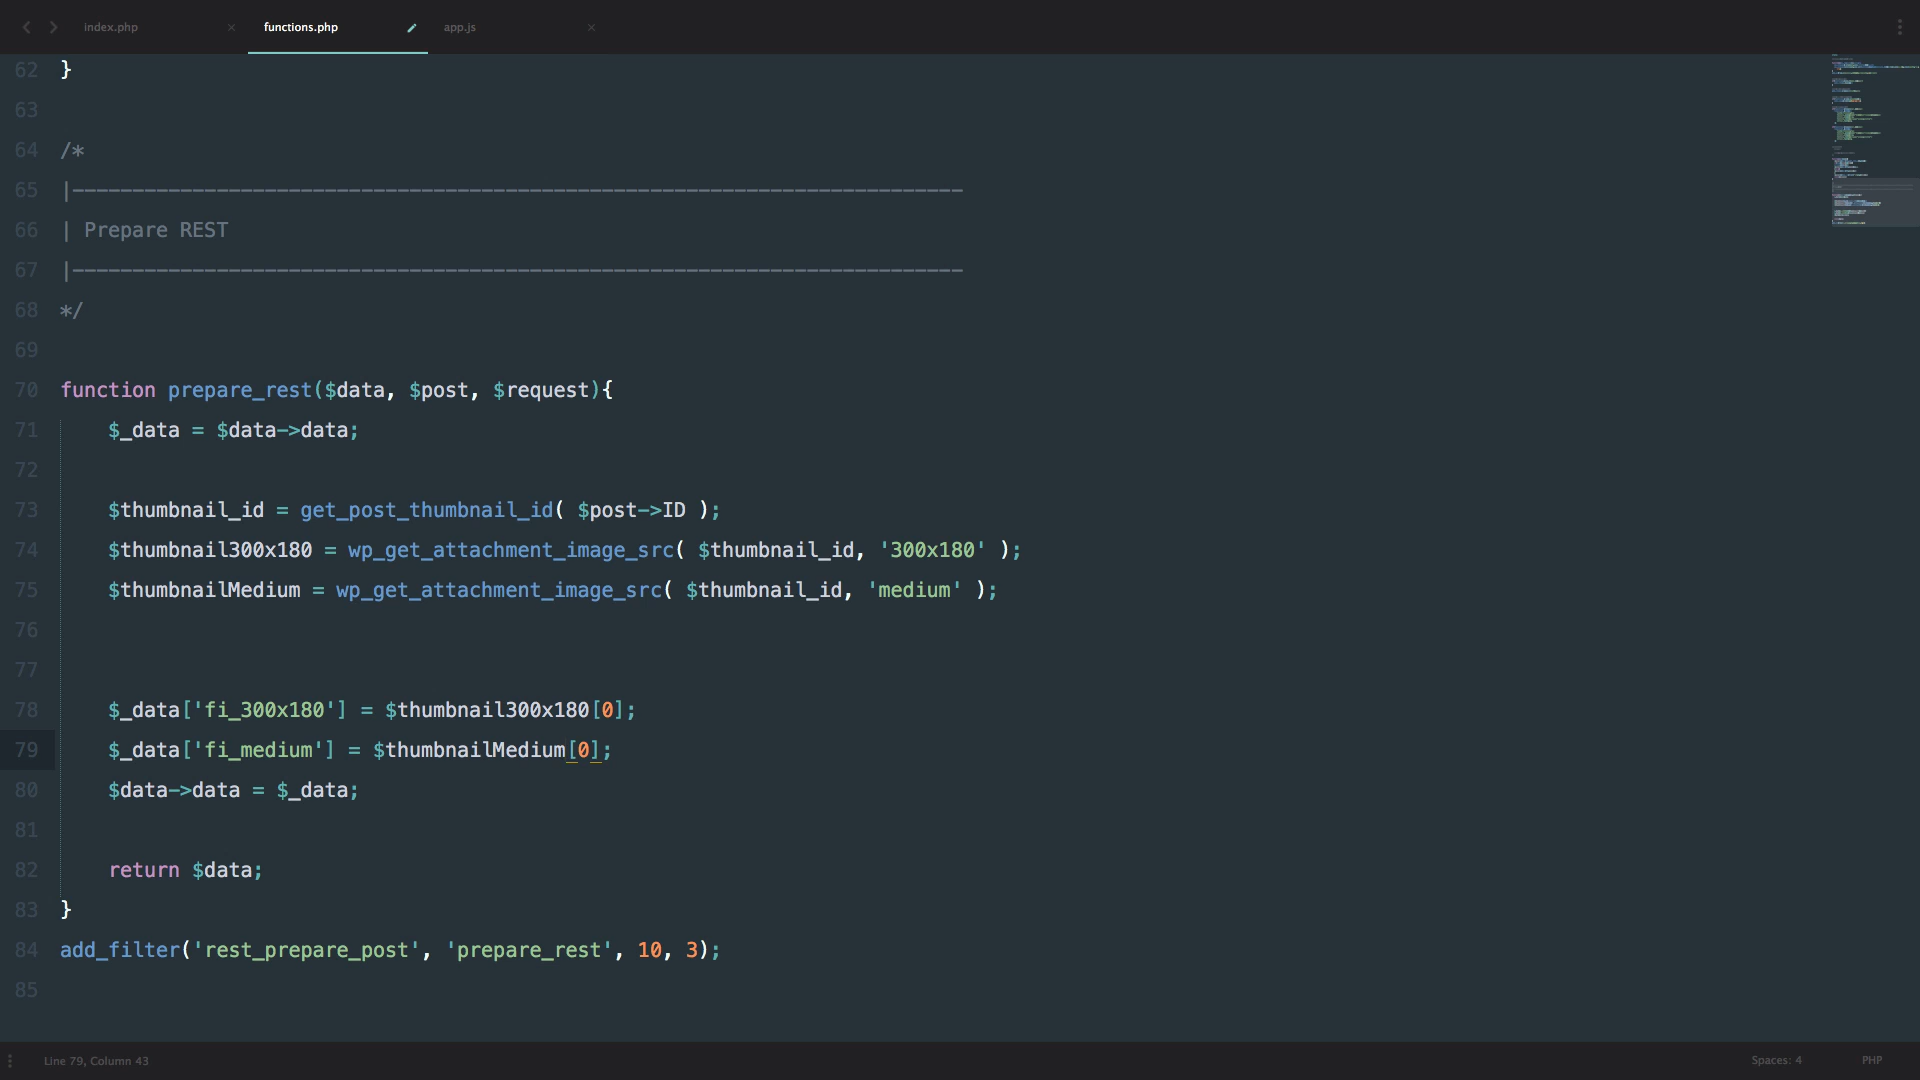 index.php functions.php app.js
62 }
63
64 /*
65 |--------------------------------------------------------------------------
66 | Prepare REST
67 |--------------------------------------------------------------------------
68 */
69
70 function prepare_rest($data, $post, $request){
71     $_data = $data->data;
72
73     $thumbnail_id = get_post_thumbnail_id( $post->ID );
74     $thumbnail300x180 = wp_get_attachment_image_src( $thumbnail_id, '300x180' );
75     $thumbnailMedium = wp_get_attachment_image_src( $thumbnail_id, 'medium' );
76
77
78     $_data['fi_300x180'] = $thumbnail300x180[0];
79     $_data['fi_medium'] = $thumbnailMedium[0];
80     $data->data = $_data;
81
82     return $data;
83 }
84 add_filter('rest_prepare_post', 'prepare_rest', 10, 3);
85
Line 79, Column 43 Spaces: 4 PHP